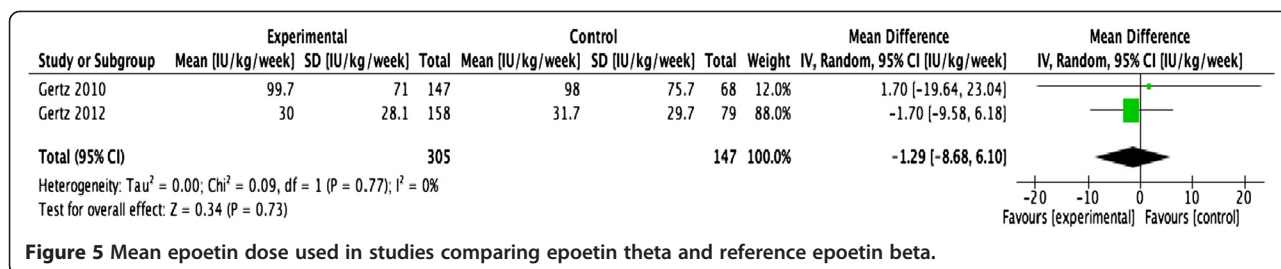 Experimental Control Mean Difference Mean Difference
Study or Subgroup Mean [IU/kg/week] SD [IU/kg/week] Total Mean [IU/kg/week] SD [IU/kg/week] Total Weight IV, Random, 95% CI [IU/kg/week] IV, Random, 95% CI [IU/kg/week]
Gertz 2010 99.7 71 147 98 75.7 68 12.0% 1.70 [-19.64, 23.04]
Gertz 2012 30 28.1 158 31.7 29.7 79 88.0% -1.70 [-9.58, 6.18]
Total (95% CI) 305 147 100.0% -1.29 [-8.68, 6.10]
Heterogeneity: Tau² = 0.00; Chi² = 0.09, df = 1 (P = 0.77); I² = 0%
Test for overall effect: Z = 0.34 (P = 0.73)
-20 -10 0 10 20
Favours [experimental] Favours [control]
Figure 5 Mean epoetin dose used in studies comparing epoetin theta and reference epoetin beta.